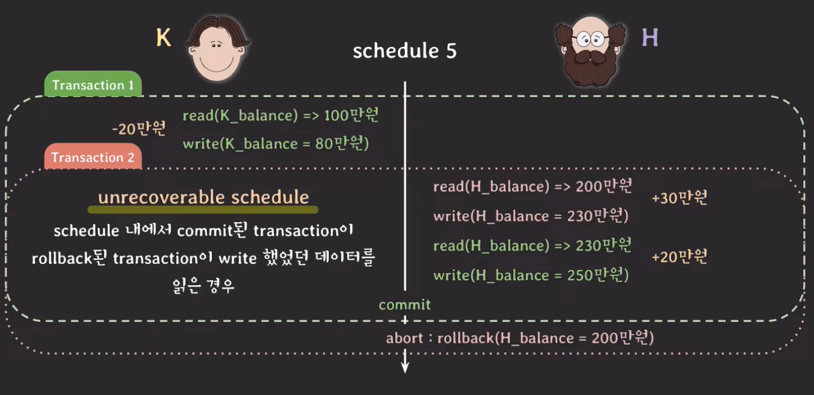 K
schedule 5
H
Transaction 1
read(K_balance) => 100만원
-20만원
write(K_balance = 80만원)
Transaction 2
read(H_balance) => 200만원
+30만원
unrecoverable schedule
write(H_balance = 230만원)
schedule 내에서 commit된 transaction이
rollback된 transaction이 write 했었던 데이터를
읽은 경우
read(H_balance) => 230만원
+20만원
write(H_balance = 250만원)
commit
abort : rollback(H_balance = 200만원)